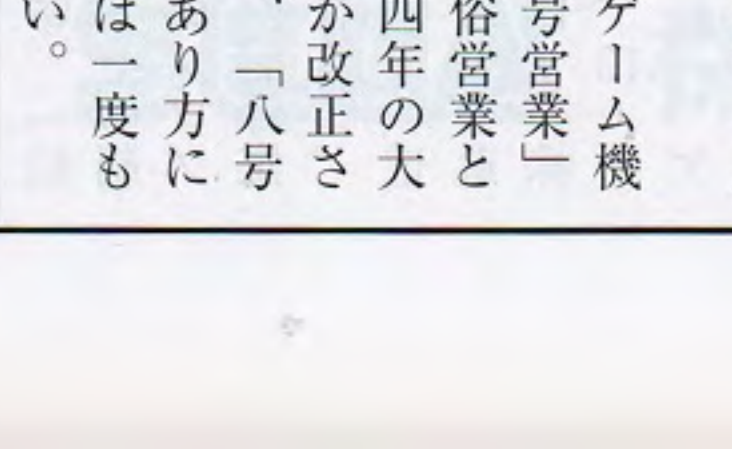 ゲーム機
号営業」
俗営業と
四年の大
か改正さ
、「八号
あり方に
は一度も
い。